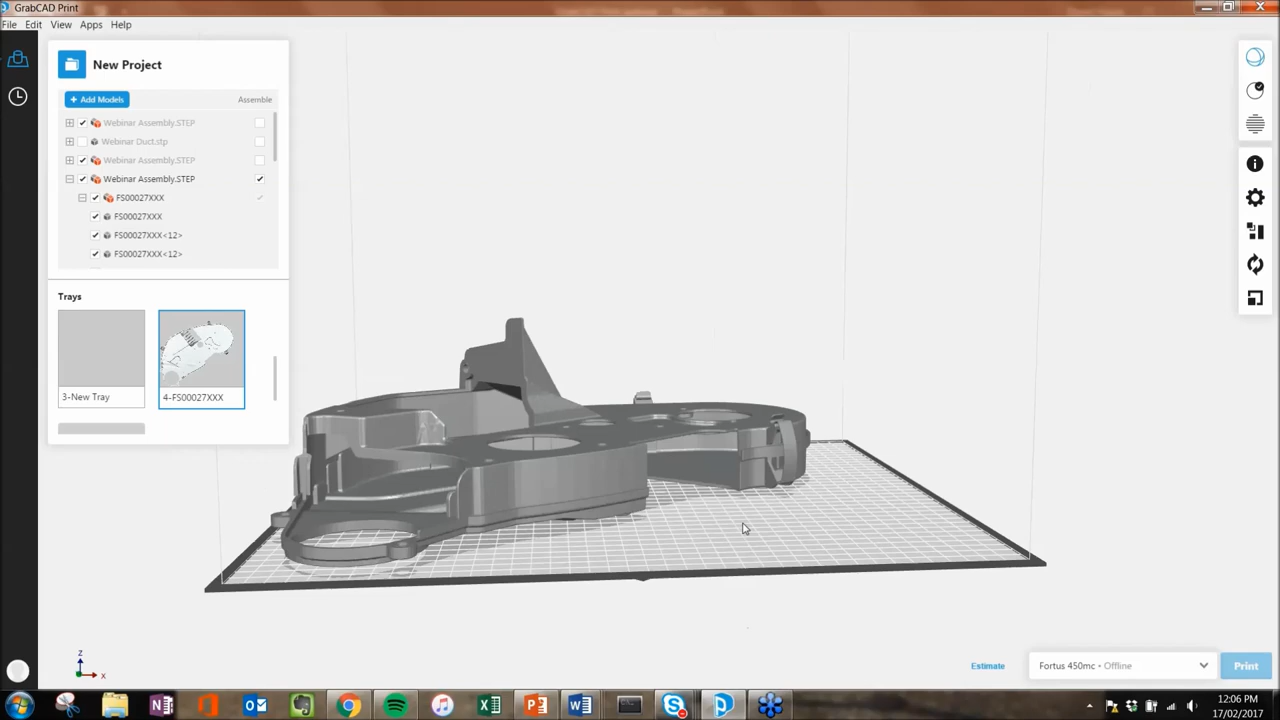 GrabCAD Print
File Edit View Apps Help
New Project
+ Add Models
Assemble
Webinar Assembly.STEP
Webinar Duct.stp
Webinar Assembly.STEP
Webinar Assembly.STEP
FS00027XXX
FS00027XXX
FS00027XXX<12>
FS00027XXX<12>
Trays
3-New Tray
4-FS00027XXX
z
x
Estimate
Fortus 450mc • Offline
Print
12:06 PM
17/02/2017